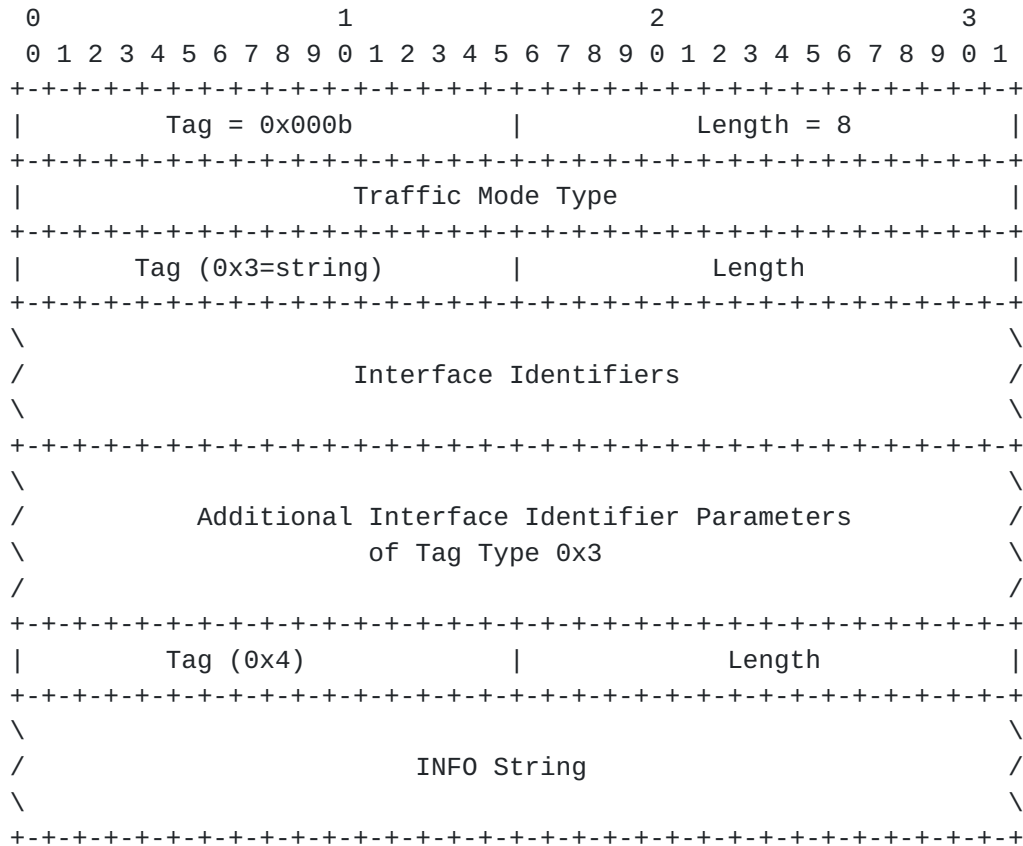 0                   1                   2                   3
 0 1 2 3 4 5 6 7 8 9 0 1 2 3 4 5 6 7 8 9 0 1 2 3 4 5 6 7 8 9 0 1
+-+-+-+-+-+-+-+-+-+-+-+-+-+-+-+-+-+-+-+-+-+-+-+-+-+-+-+-+-+-+-+-+
|         Tag = 0x000b          |           Length = 8          |
+-+-+-+-+-+-+-+-+-+-+-+-+-+-+-+-+-+-+-+-+-+-+-+-+-+-+-+-+-+-+-+-+
|                     Traffic Mode Type                         |
+-+-+-+-+-+-+-+-+-+-+-+-+-+-+-+-+-+-+-+-+-+-+-+-+-+-+-+-+-+-+-+-+
|       Tag (0x3=string)        |            Length             |
+-+-+-+-+-+-+-+-+-+-+-+-+-+-+-+-+-+-+-+-+-+-+-+-+-+-+-+-+-+-+-+-+
\                                                               \
/                     Interface Identifiers                     /
\                                                               \
+-+-+-+-+-+-+-+-+-+-+-+-+-+-+-+-+-+-+-+-+-+-+-+-+-+-+-+-+-+-+-+-+
\                                                               \
/           Additional Interface Identifier Parameters          /
\                      of Tag Type 0x3                          \
/                                                               /
+-+-+-+-+-+-+-+-+-+-+-+-+-+-+-+-+-+-+-+-+-+-+-+-+-+-+-+-+-+-+-+-+
|         Tag (0x4)             |             Length            |
+-+-+-+-+-+-+-+-+-+-+-+-+-+-+-+-+-+-+-+-+-+-+-+-+-+-+-+-+-+-+-+-+
\                                                               \
/                         INFO String                           /
\                                                               \
+-+-+-+-+-+-+-+-+-+-+-+-+-+-+-+-+-+-+-+-+-+-+-+-+-+-+-+-+-+-+-+-+